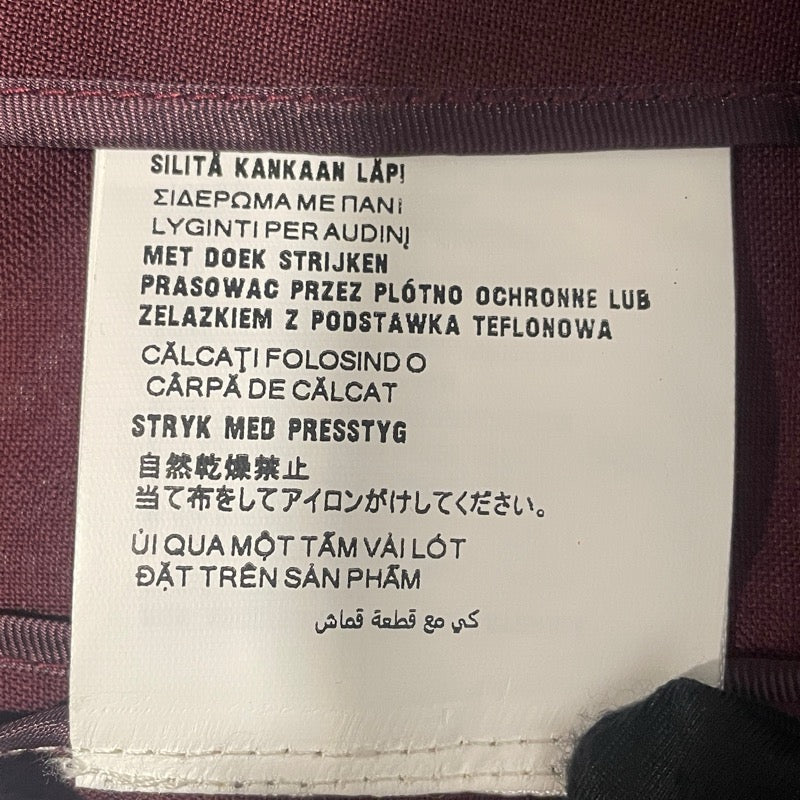 SILITÄ KANKAAN LÄPI
ΣΙΔΕΡΩΜΑ ΜΕ ΠΑΝΙ
LYGINTI PER AUDINĮ
MET DOEK STRIJKEN
PRASOWAC PRZEZ PLÓTNO OCHRONNE LUB
ZELAZKIEM Z PODSTAWKA TEFLONOWA
CĂLCAŢI FOLOSIND O
CÂRPĂ DE CĂLCAT
STRYK MED PRESSTYG
自然乾燥禁止
当て布をしてアイロンがけしてください。
ỦI QUA MỘT TẤM VẢI LÓT
ĐẶT TRÊN SẢN PHẨM
كي مع قطعة قماش